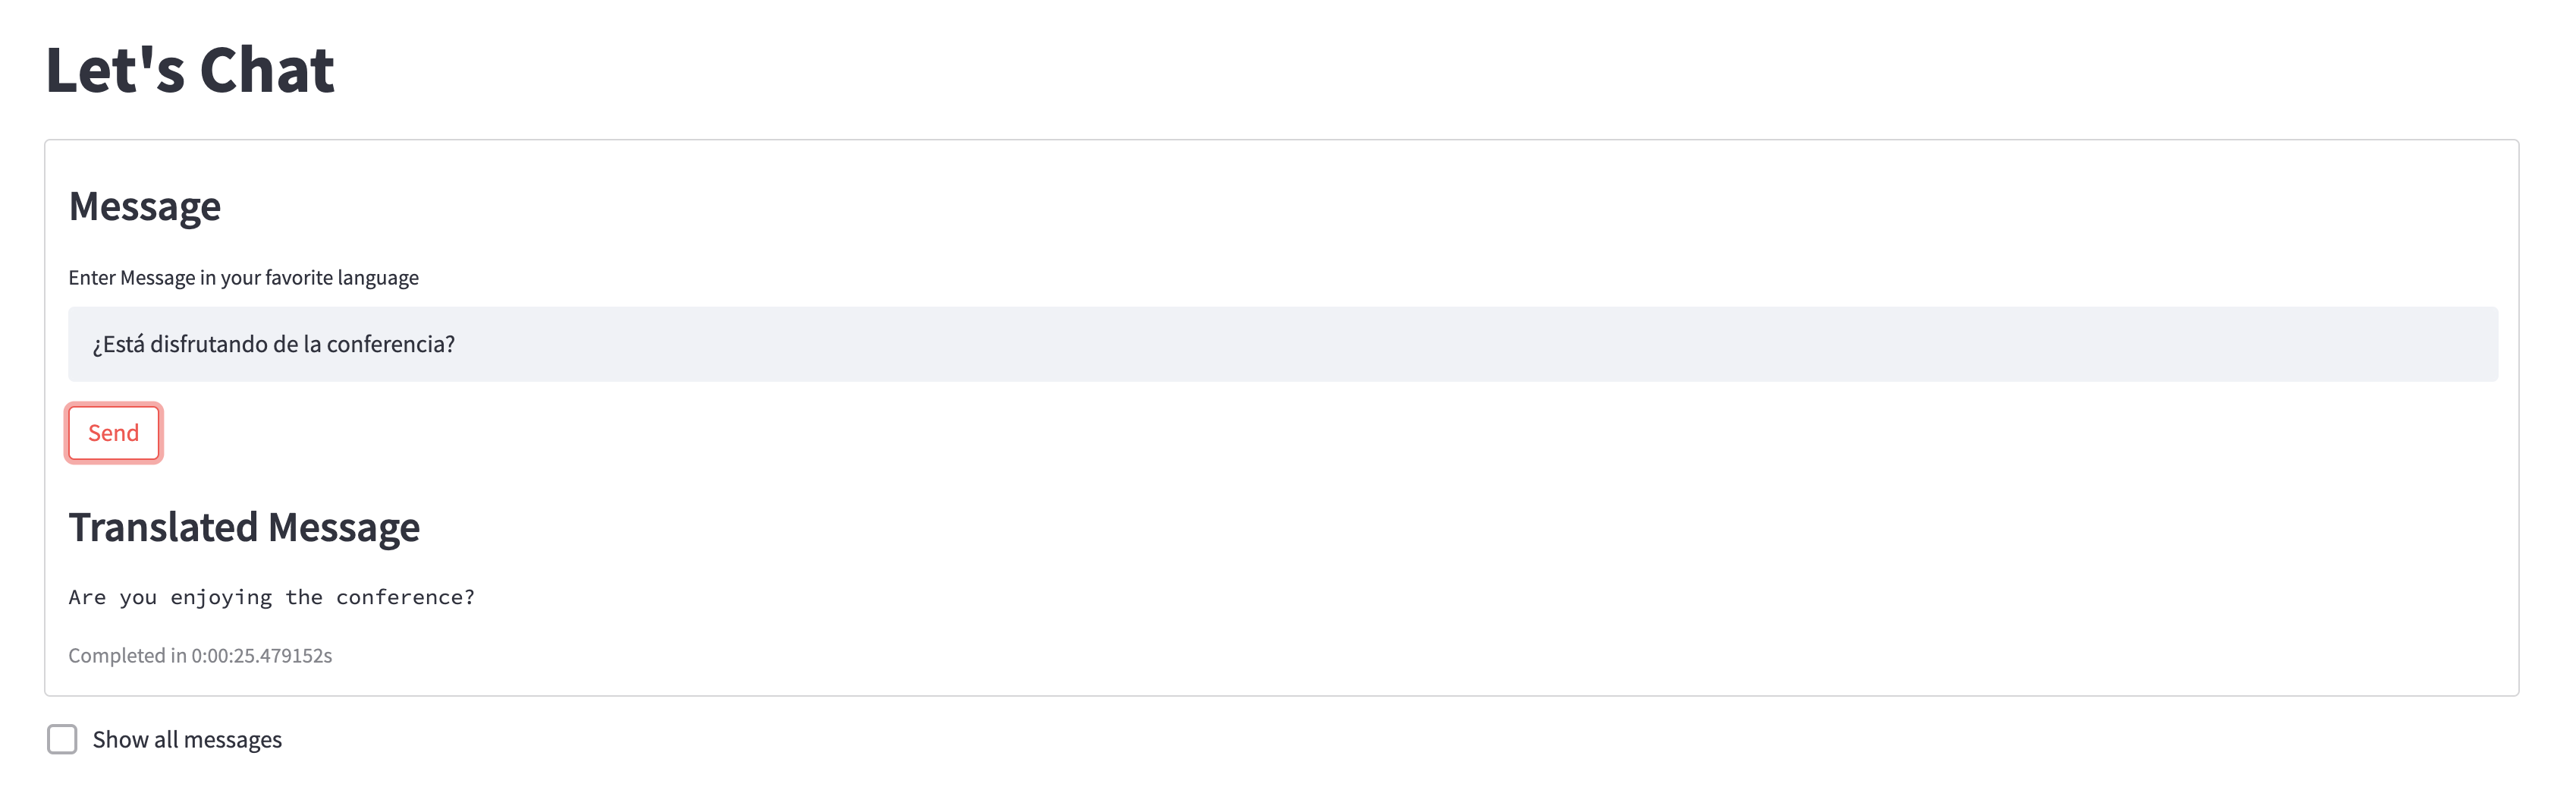 Let's Chat
Message
Enter Message in your favorite language
¿Está disfrutando de la conferencia?
Send
Translated Message
Are you enjoying the conference?
Completed in 0:00:25.479152s
Show all messages